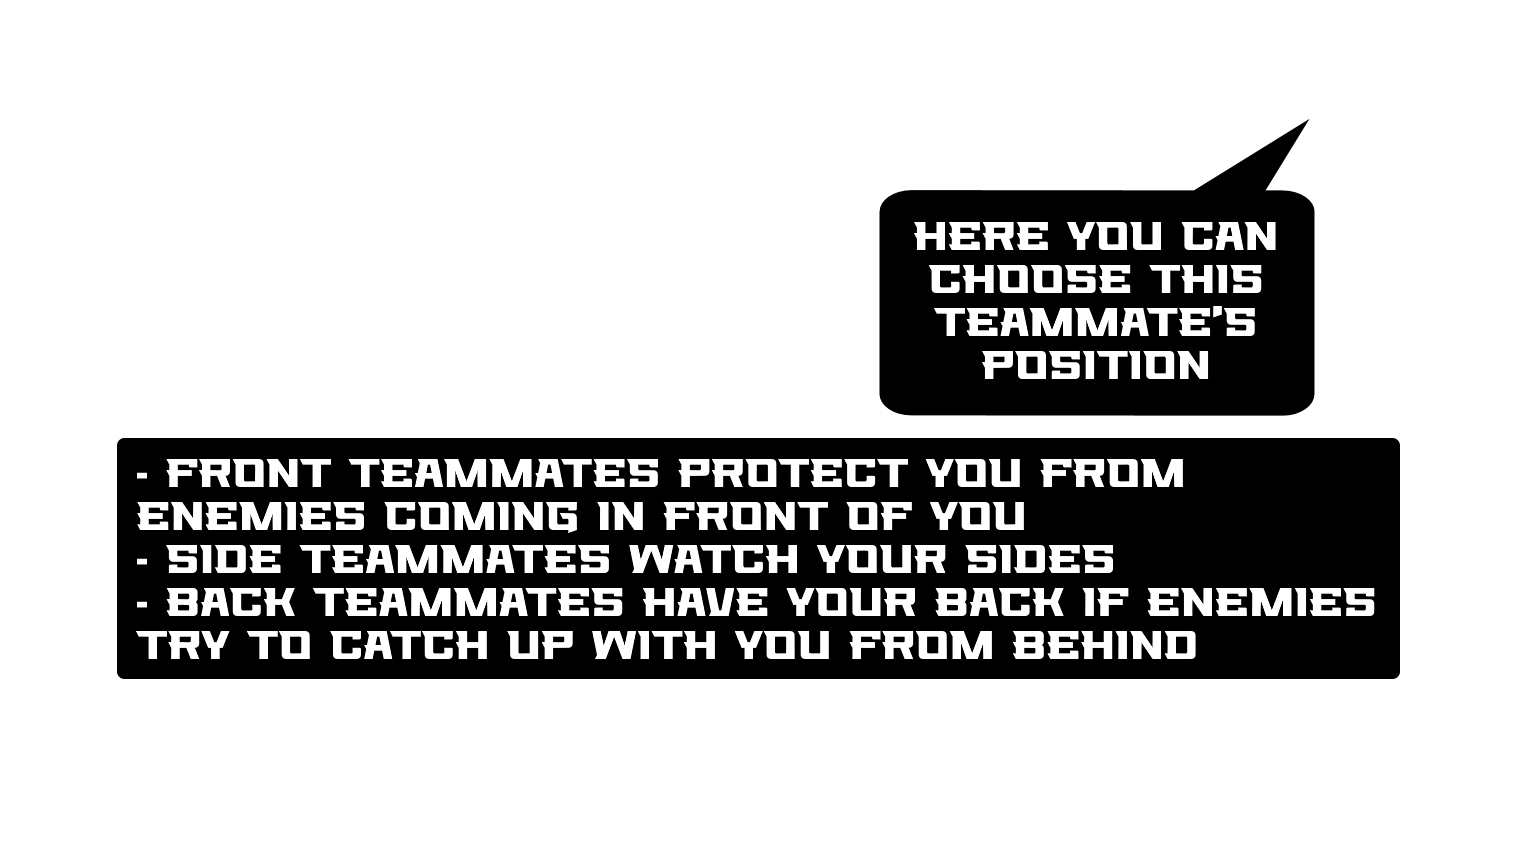 HERE YOU CAN
CHOOSE THIS
TEAMMATE'S
POSITION
- FRONT TEAMMATES PROTECT YOU FROM
ENEMIES COMING IN FRONT OF YOU
- SIDE TEAMMATES WATCH YOUR SIDES
- BACK TEAMMATES HAVE YOUR BACK IF ENEMIES
TRY TO CATCH UP WITH YOU FROM BEHIND